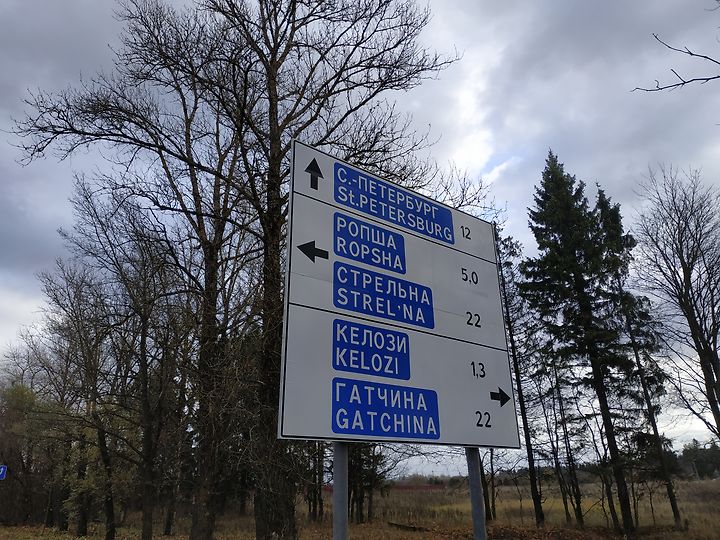 С.-ПЕТЕРБУРГ
St.PETERSBURG 12
РОПША
ROPSHA 5,0
СТРЕЛЬНА
STREL'NA 22
КЕЛОЗИ
KELOZI 1,3
ГАТЧИНА
GATCHINA 22